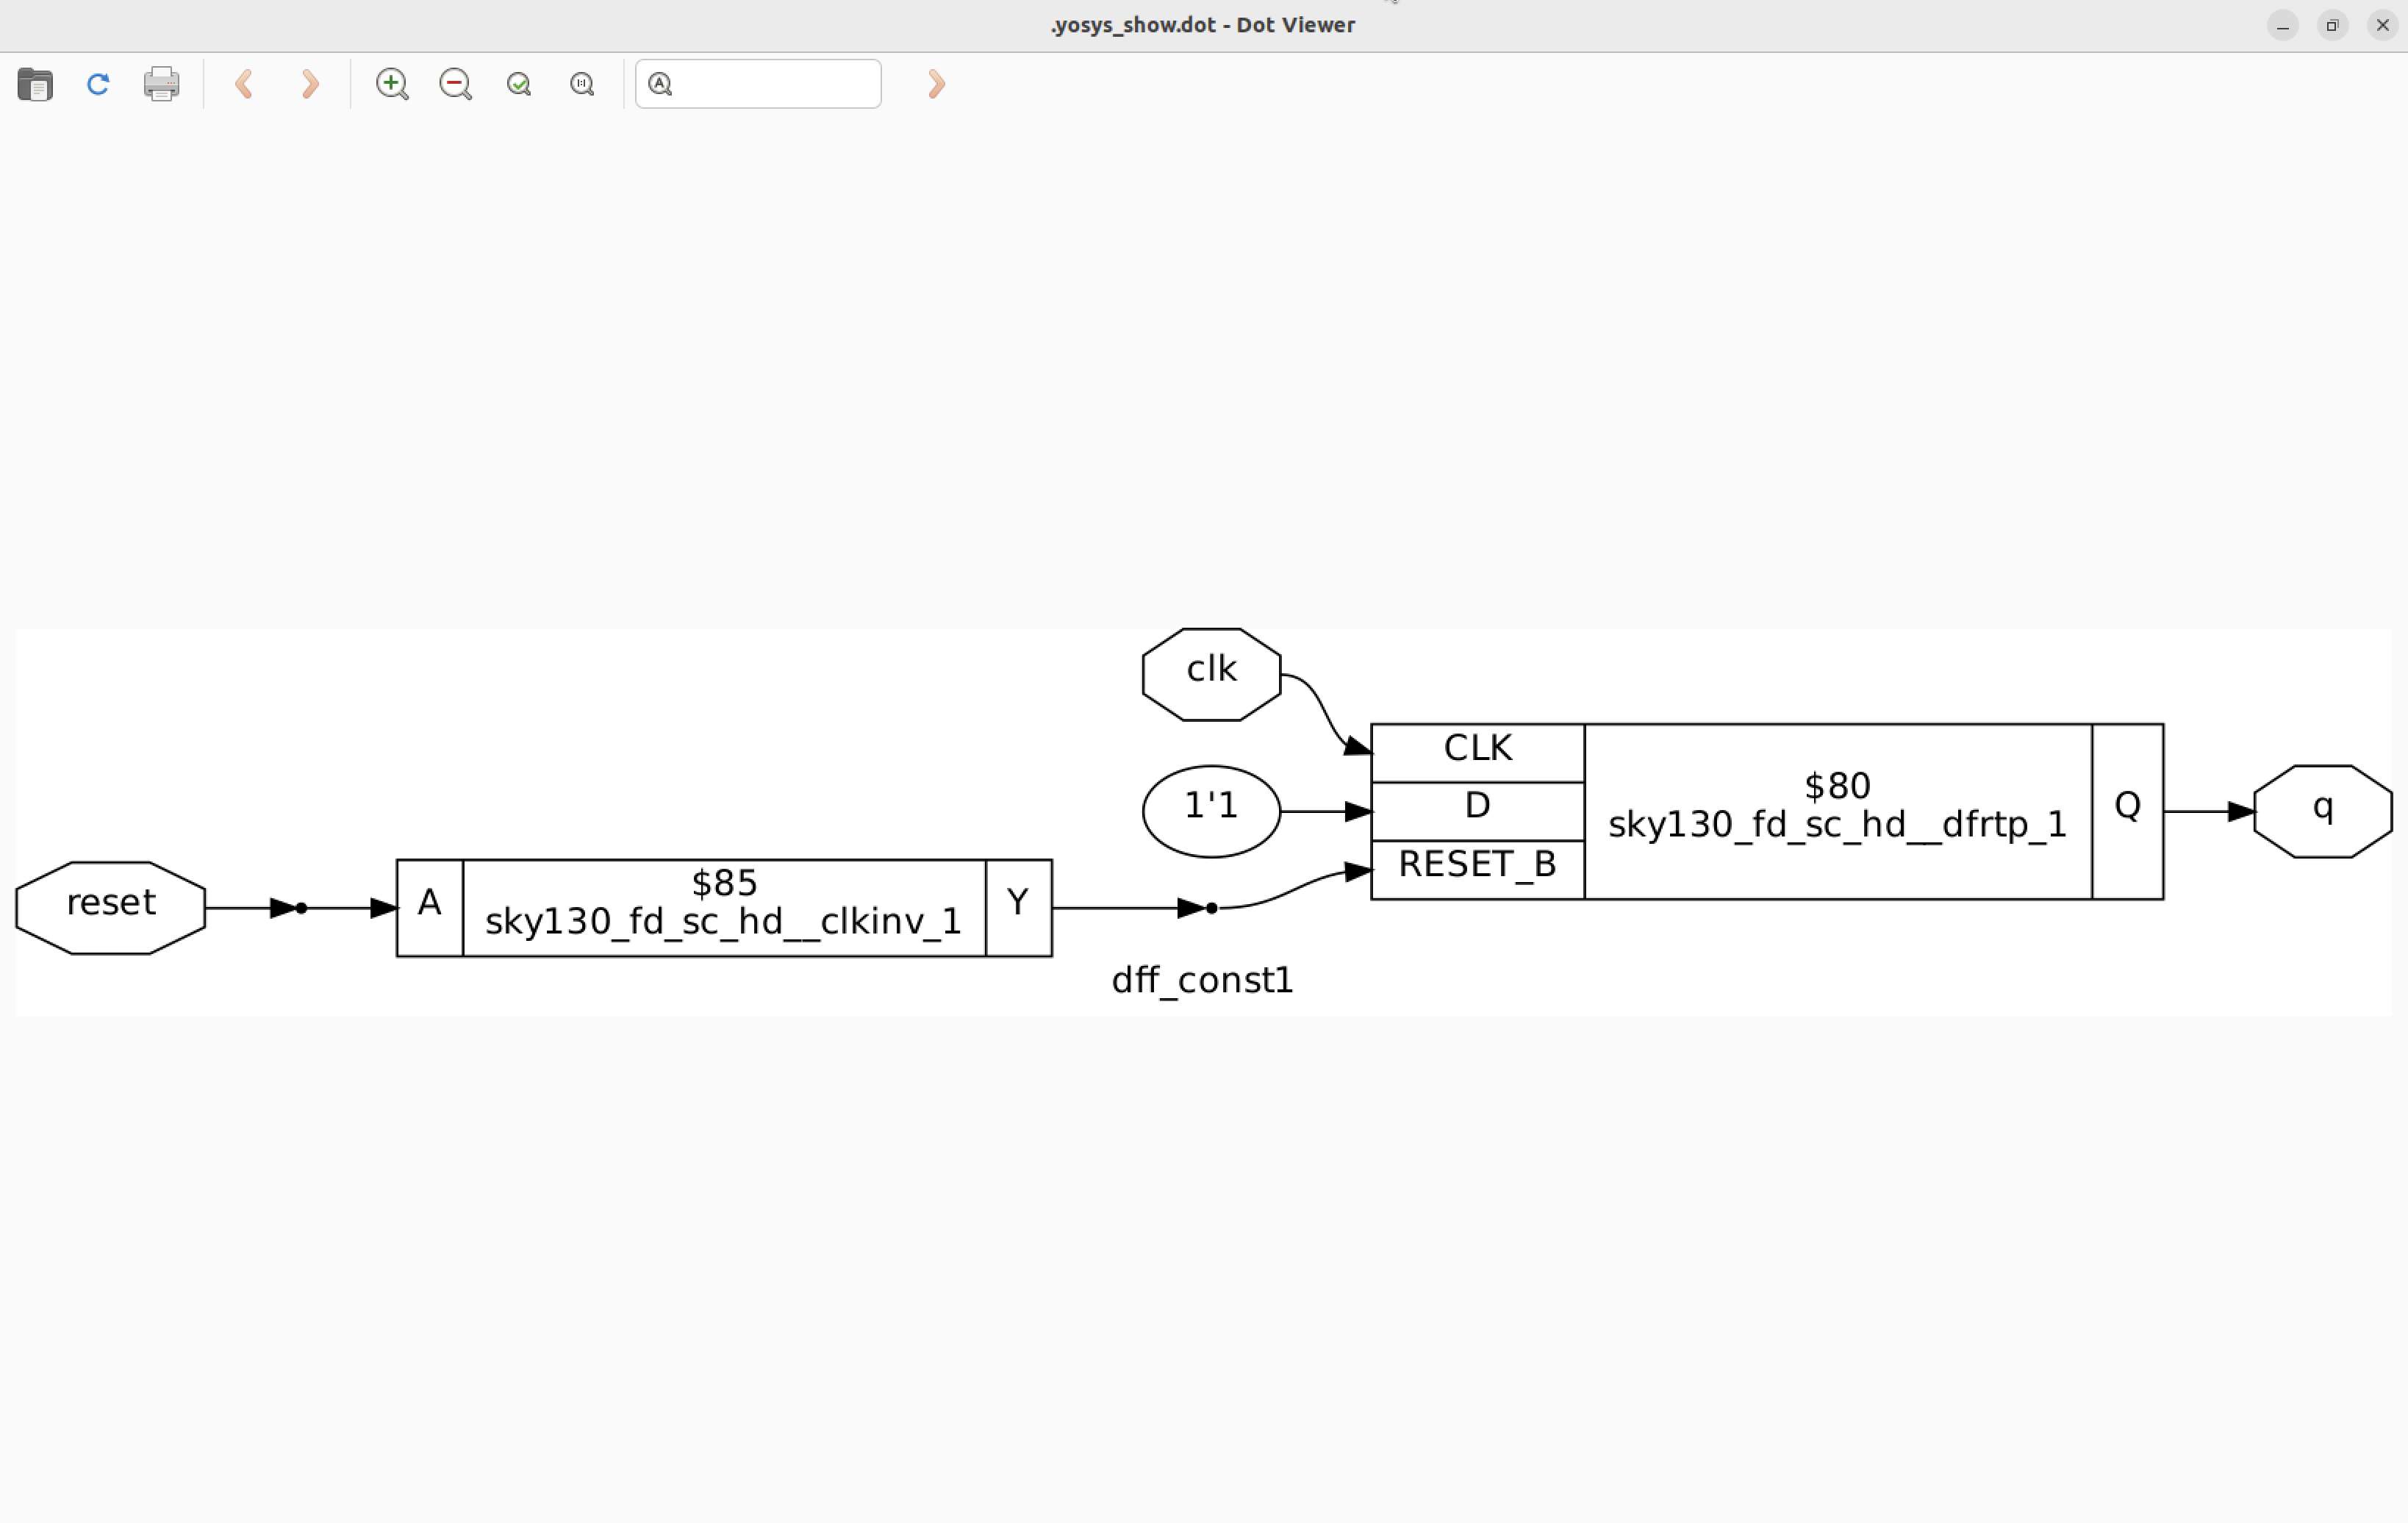 .yosys_show.dot - Dot Viewer
clk
CLK
1'1
D
$80
sky130_fd_sc_hd__dfrtp_1
Q
q
RESET_B
reset
A
$85
sky130_fd_sc_hd__clkinv_1
Y
dff_const1